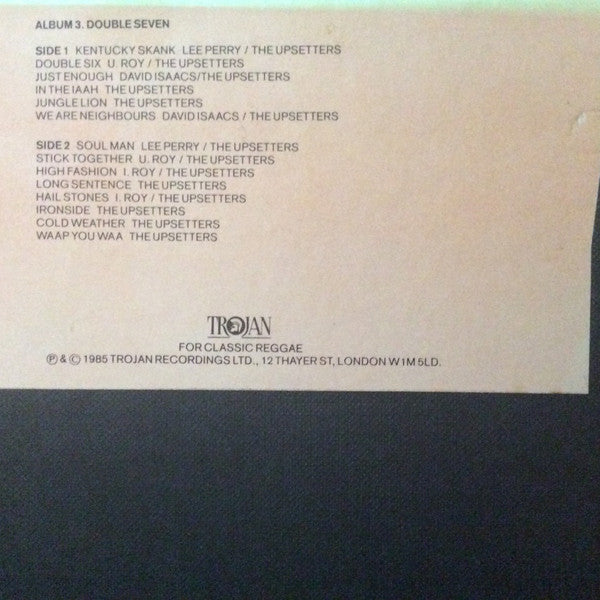 ALBUM 3. DOUBLE SEVEN
SIDE 1 KENTUCKY SKANK LEE PERRY / THE UPSETTERS
DOUBLE SIX U. ROY / THE UPSETTERS
JUST ENOUGH DAVID ISAACS/THE UPSETTERS
IN THE IAAH THE UPSETTERS
JUNGLE LION THE UPSETTERS
WE ARE NEIGHBOURS DAVID ISAACS / THE UPSETTERS
SIDE 2 SOUL MAN LEE PERRY / THE UPSETTERS
STICK TOGETHER U. ROY / THE UPSETTERS
HIGH FASHION I. ROY / THE UPSETTERS
LONG SENTENCE THE UPSETTERS
HAIL STONES I. ROY / THE UPSETTERS
IRONSIDE THE UPSETTERS
COLD WEATHER THE UPSETTERS
WAAP YOU WAA THE UPSETTERS
TROJAN
FOR CLASSIC REGGAE
℗ & © 1985 TROJAN RECORDINGS LTD., 12 THAYER ST, LONDON W1M 5LD.